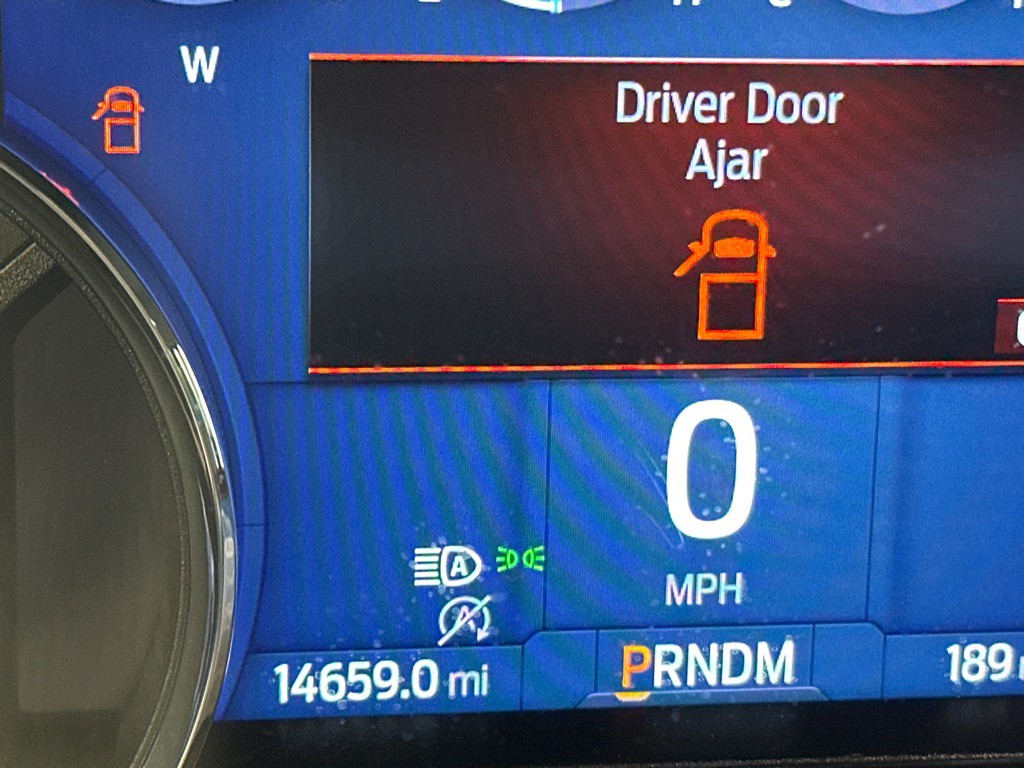 W
Driver Door
Ajar
0
MPH
A
A
14659.0 mi
PRNDM
189